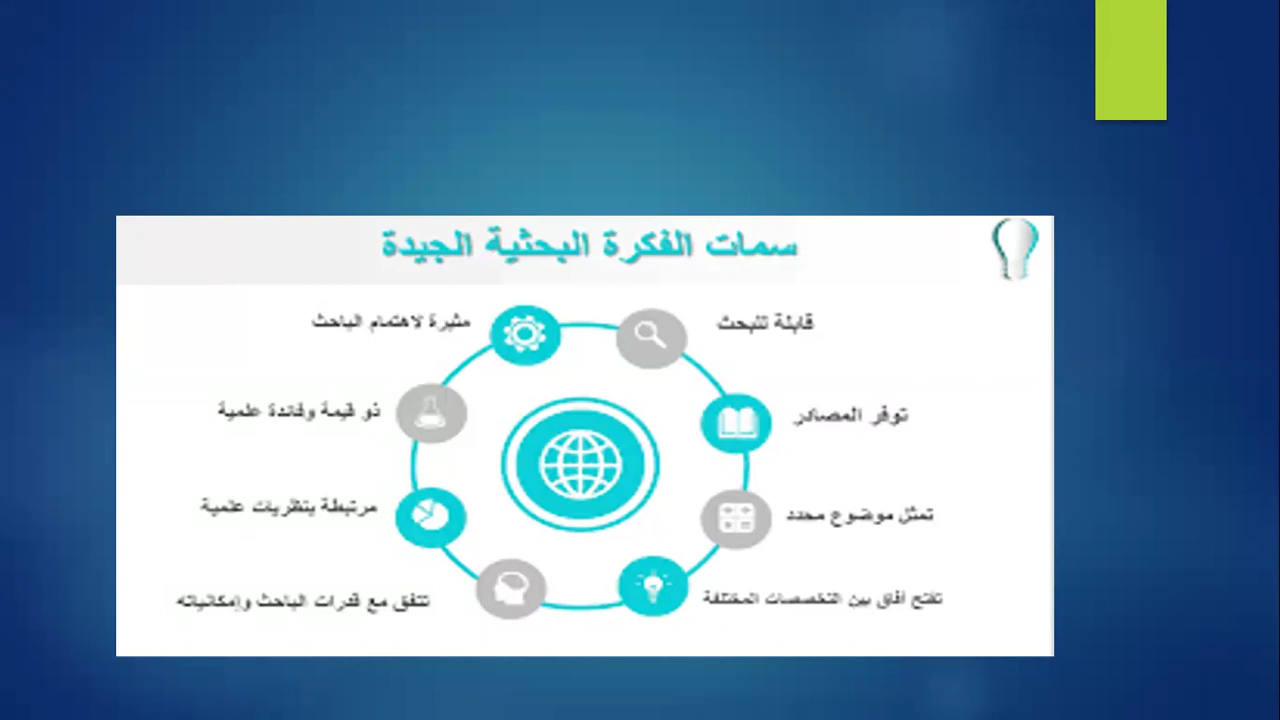 سمات الفكرة البحثية الجيدة
قابلة للبحث
مثيرة لاهتمام الباحث
توفر المصادر
ذو قيمة وفائدة علمية
تمثل موضوع محدد
مرتبطة بنظريات علمية
تفتح افاق بين التخصصات المختلفة
تتفق مع قدرات الباحث وإمكانياته